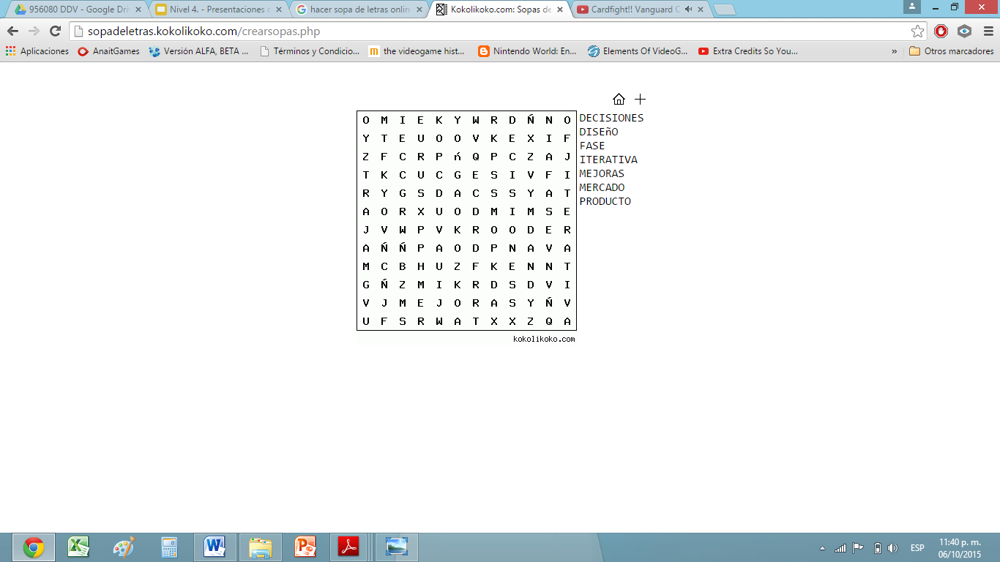 956080 DDV - Google Dri
Nivel 4. - Presentaciones
hacer sopa de letras onlin
Kokolikoko.com: Sopas de
Cardfight!! Vanguard
sopadeletras.kokolikoko.com/crearsopas.php
Aplicaciones
AnaitGames
Versión ALFA, BETA ...
Términos y Condicio...
the videogame hist...
Nintendo World: En...
Elements Of VideoG...
Extra Credits So You...
»
Otros marcadores
O M I E K Y W R D Ñ N O
Y T E U O O V K E X I F
Z F C R P ñ Q P C Z A J
T K C U C G E S I V F I
R Y G S D A C S S Y A T
A O R X U O D M I M S E
J V W P V K R O O D E R
A Ñ Ñ P A O D P N A V A
M C B H U Z F K E N N T
G Ñ Z M I K R D S D V I
V J M E J O R A S Y Ñ V
U F S R W A T X X Z Q A
kokolikoko.com
DECISIONES
DISEñO
FASE
ITERATIVA
MEJORAS
MERCADO
PRODUCTO
ESP
11:40 p. m.
06/10/2015